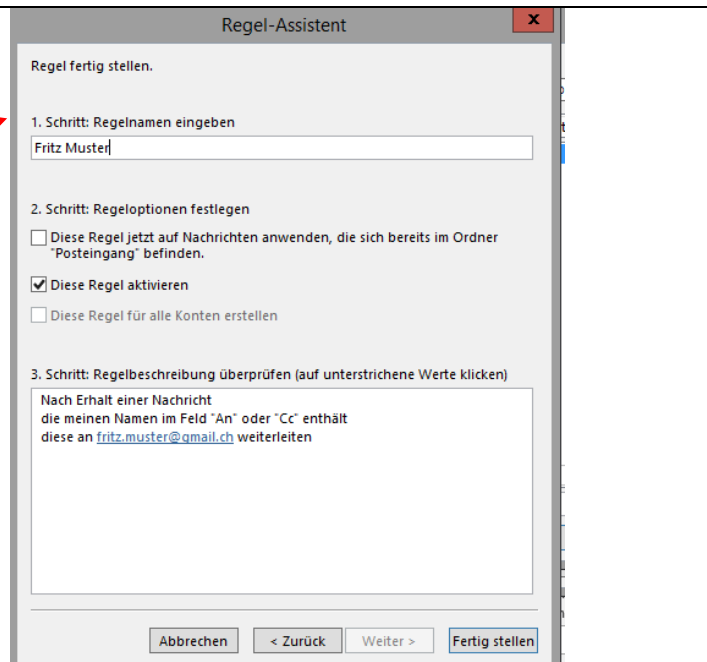 Regel-Assistent
x
Regel fertig stellen.
1. Schritt: Regelnamen eingeben
Fritz Muster
2. Schritt: Regeloptionen festlegen
Diese Regel jetzt auf Nachrichten anwenden, die sich bereits im Ordner
"Posteingang" befinden.
Diese Regel aktivieren
Diese Regel für alle Konten erstellen
3. Schritt: Regelbeschreibung überprüfen (auf unterstrichene Werte klicken)
Nach Erhalt einer Nachricht
die meinen Namen im Feld "An" oder "Cc" enthält
diese an fritz.muster@gmail.ch weiterleiten
Abbrechen
< Zurück
Weiter >
Fertig stellen